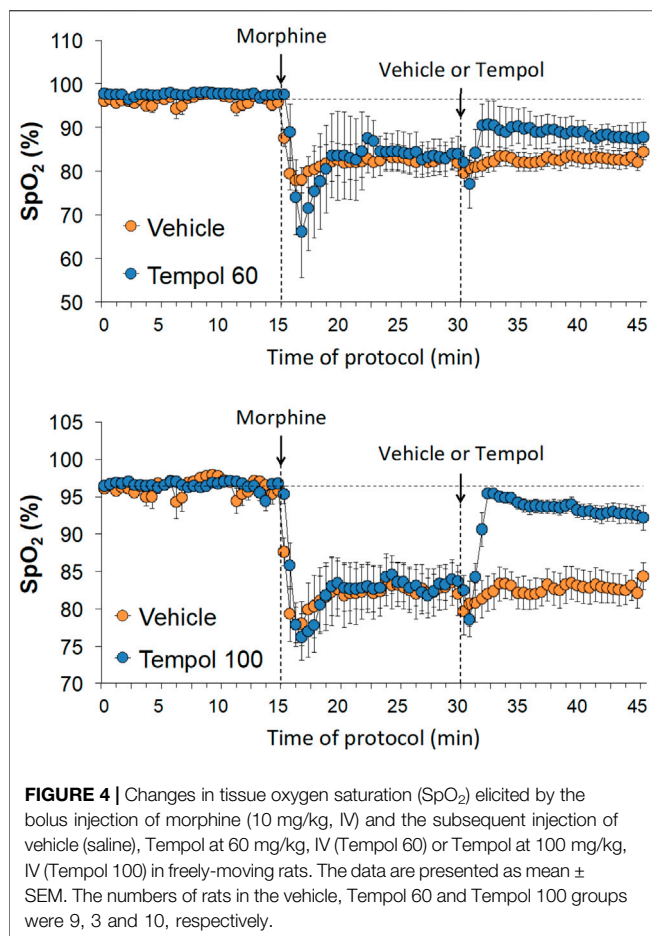 110
100
90
80
70
60
50
SpO2 (%)
Morphine
Vehicle or Tempol
Vehicle
Tempol 60
0 5 10 15 20 25 30 35 40 45
Time of protocol (min)
105
100
95
90
85
80
75
70
SpO2 (%)
Morphine
Vehicle or Tempol
Vehicle
Tempol 100
0 5 10 15 20 25 30 35 40 45
Time of protocol (min)
FIGURE 4 | Changes in tissue oxygen saturation (SpO2) elicited by the
bolus injection of morphine (10 mg/kg, IV) and the subsequent injection of
vehicle (saline), Tempol at 60 mg/kg, IV (Tempol 60) or Tempol at 100 mg/kg,
IV (Tempol 100) in freely-moving rats. The data are presented as mean ±
SEM. The numbers of rats in the vehicle, Tempol 60 and Tempol 100 groups
were 9, 3 and 10, respectively.